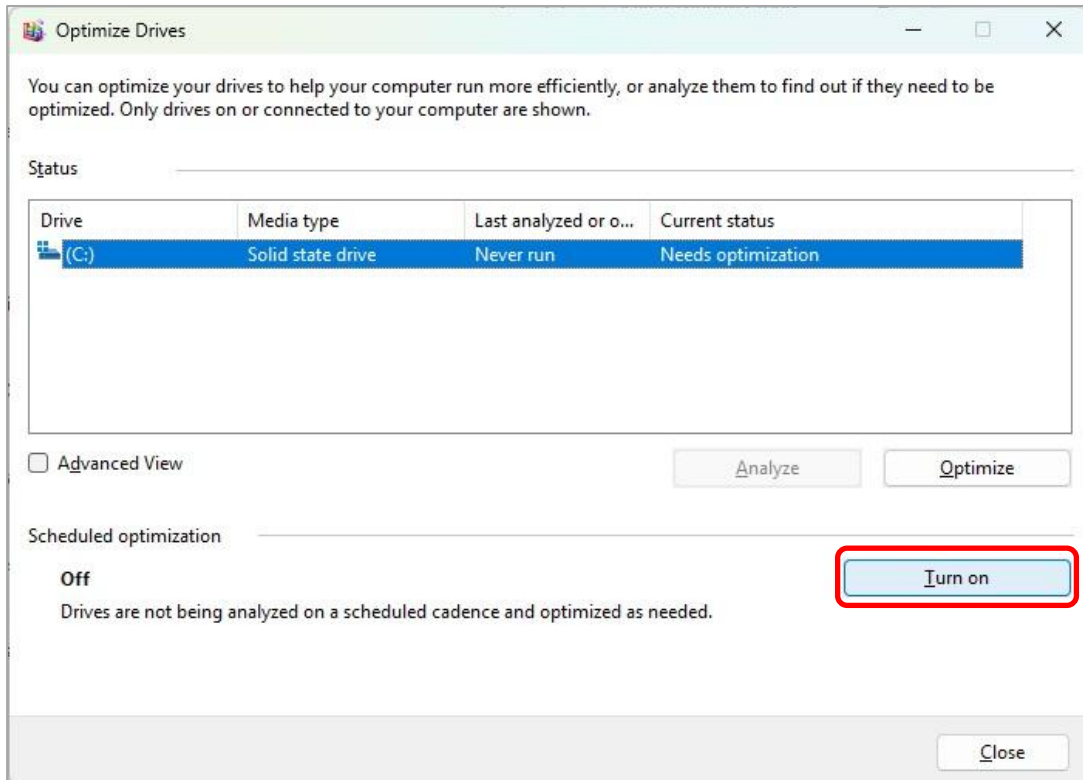 Optimize Drives
You can optimize your drives to help your computer run more efficiently, or analyze them to find out if they need to be
optimized. Only drives on or connected to your computer are shown.
Status
Drive Media type Last analyzed or o... Current status
(C:) Solid state drive Never run Needs optimization
Advanced View Analyze Optimize
Scheduled optimization
Off Turn on
Drives are not being analyzed on a scheduled cadence and optimized as needed.
Close